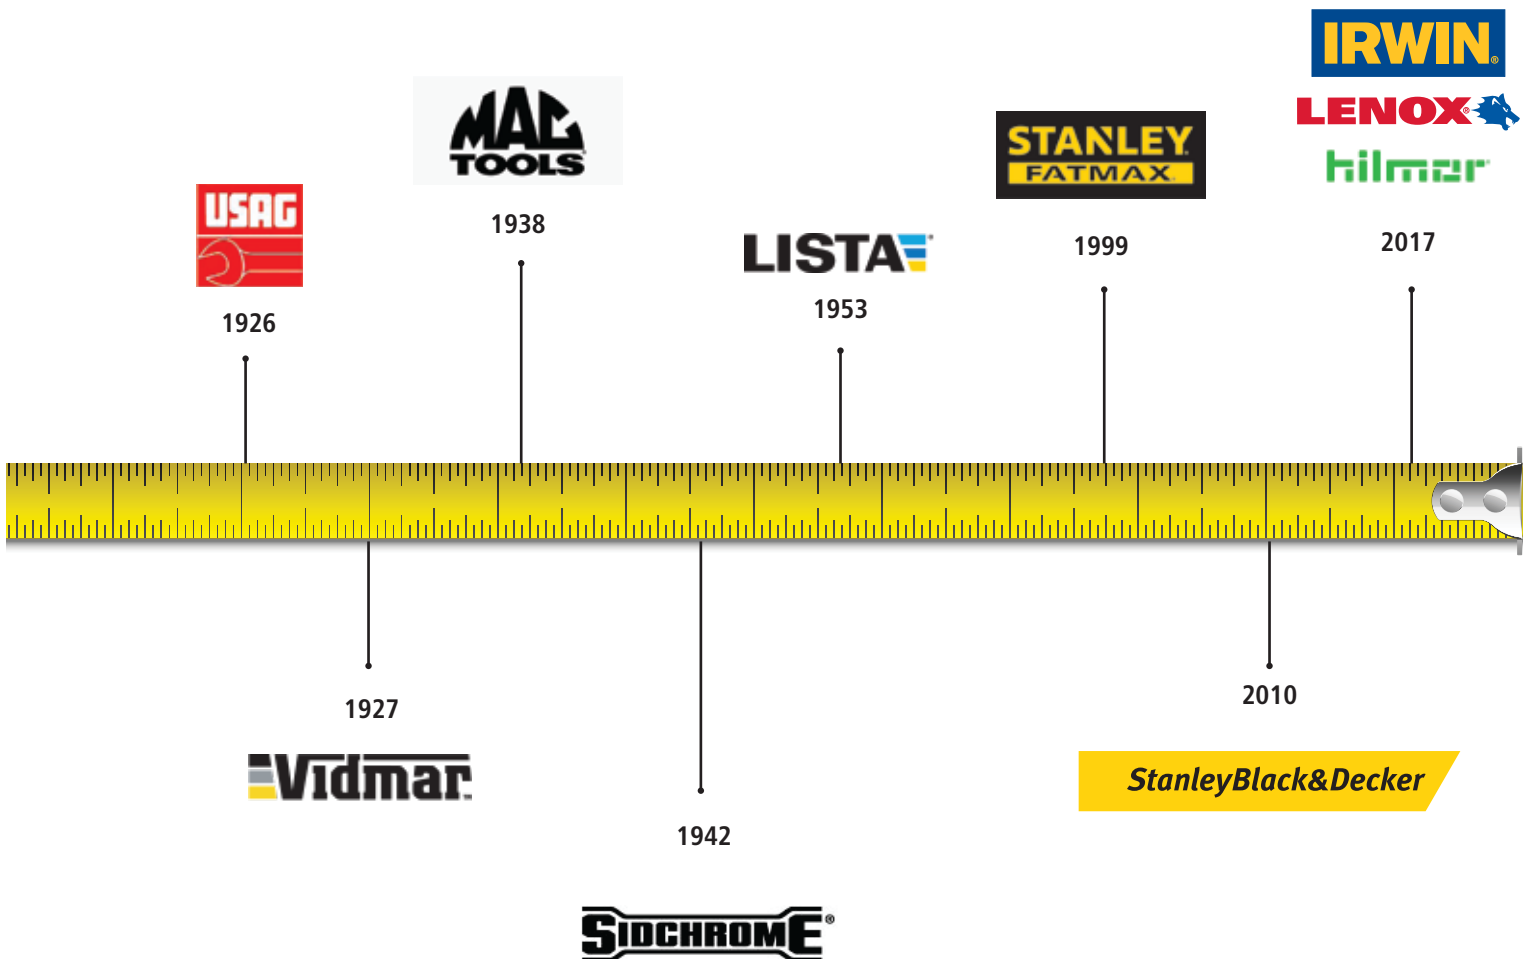 IRWIN®
LENOX®
hilmor
MAC
TOOLS
STANLEY
FATMAX
USAG
1938
LISTA
1999
2017
1953
1926
1927
2010
Vidmar
StanleyBlack&Decker
1942
SIDCHROME®